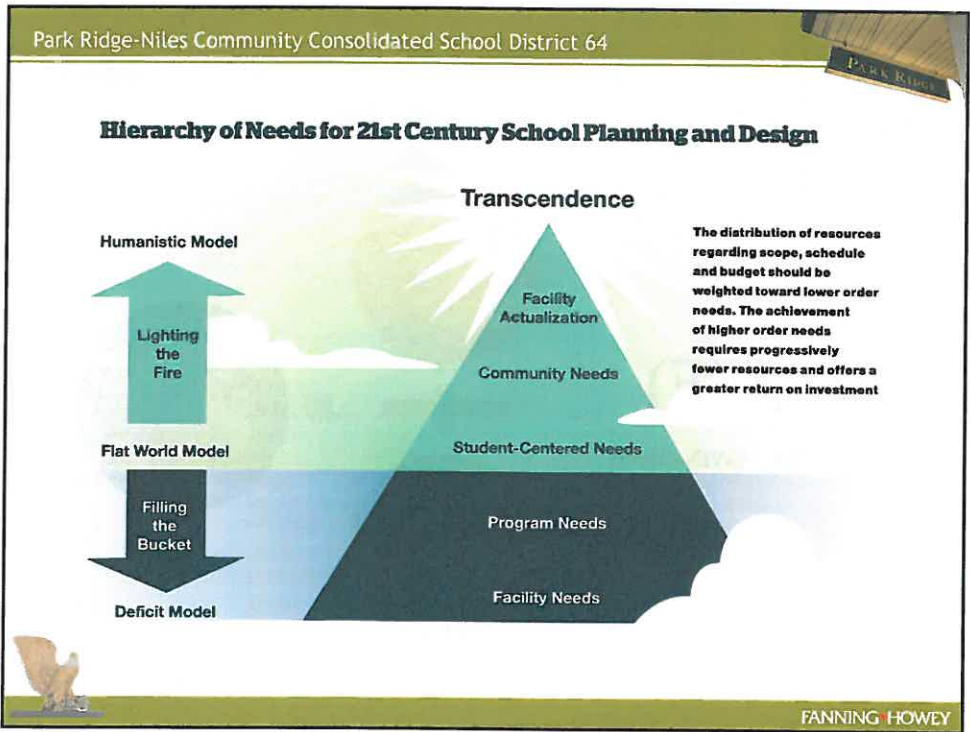 Park Ridge-Niles Community Consolidated School District 64
PARK RIDGE
Hierarchy of Needs for 21st Century School Planning and Design
Transcendence
Humanistic Model
Lighting
the
Fire
Flat World Model
Filling
the
Bucket
Deficit Model
Facility
Actualization
Community Needs
Student-Centered Needs
Program Needs
Facility Needs
The distribution of resources
regarding scope, schedule
and budget should be
weighted toward lower order
needs. The achievement
of higher order needs
requires progressively
fewer resources and offers a
greater return on investment
FANNING HOWEY